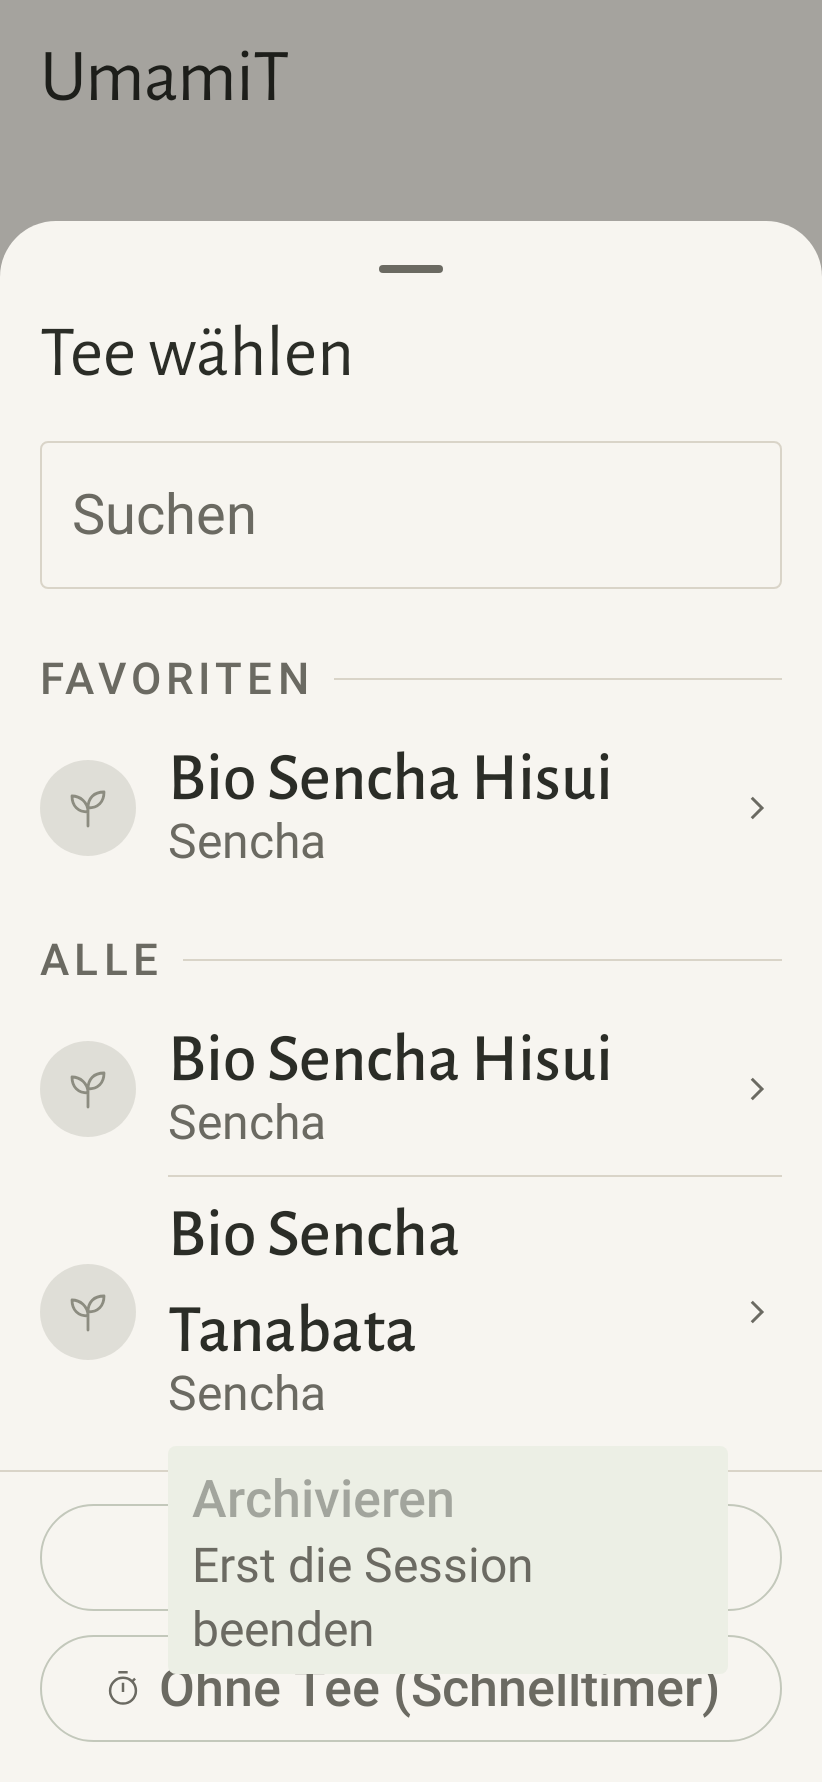 UmamiT
Tee wählen
Suchen
FAVORITEN
Bio Sencha Hisui
Sencha
ALLE
Bio Sencha Hisui
Sencha
Bio Sencha
Tanabata
Sencha
Archivieren
Erst die Session
beenden
Ohne Tee (Schnelltimer)